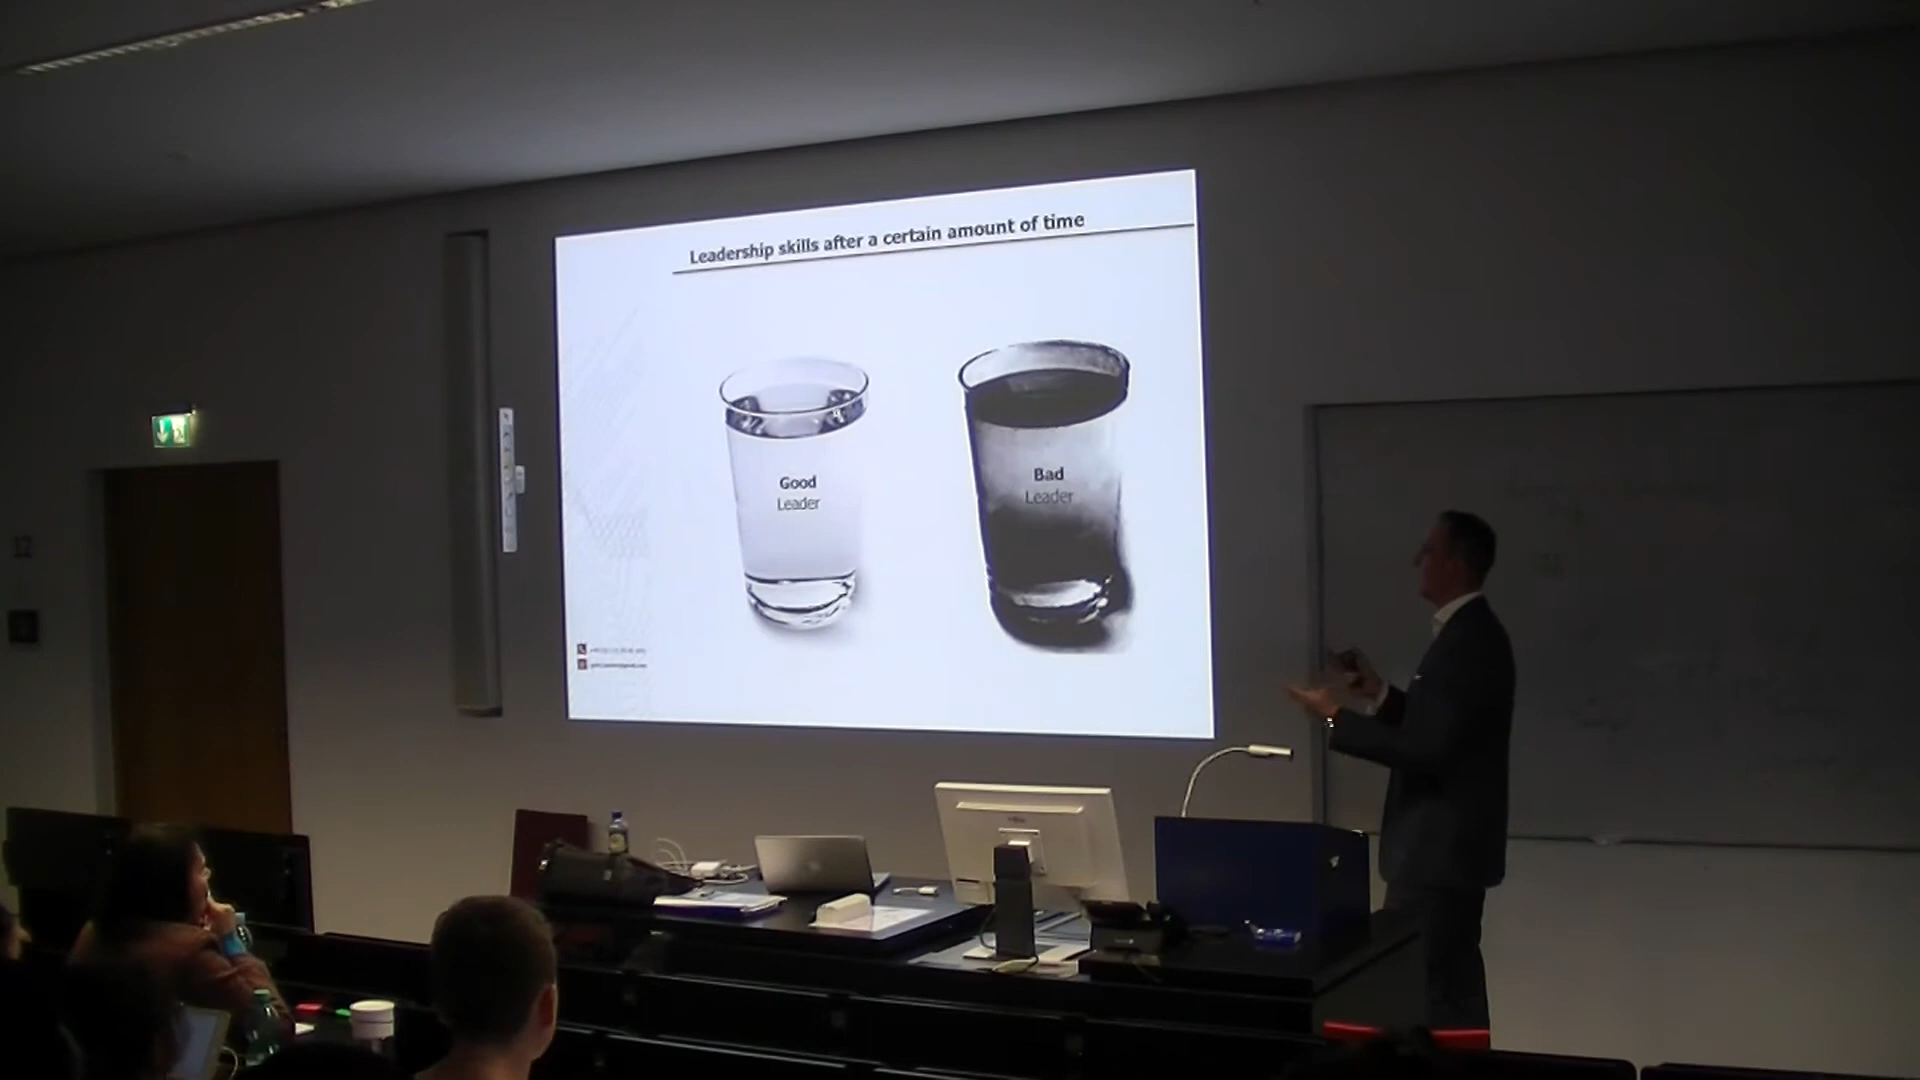 Leadership skills after a certain amount of time
Good
Leader
Bad
Leader